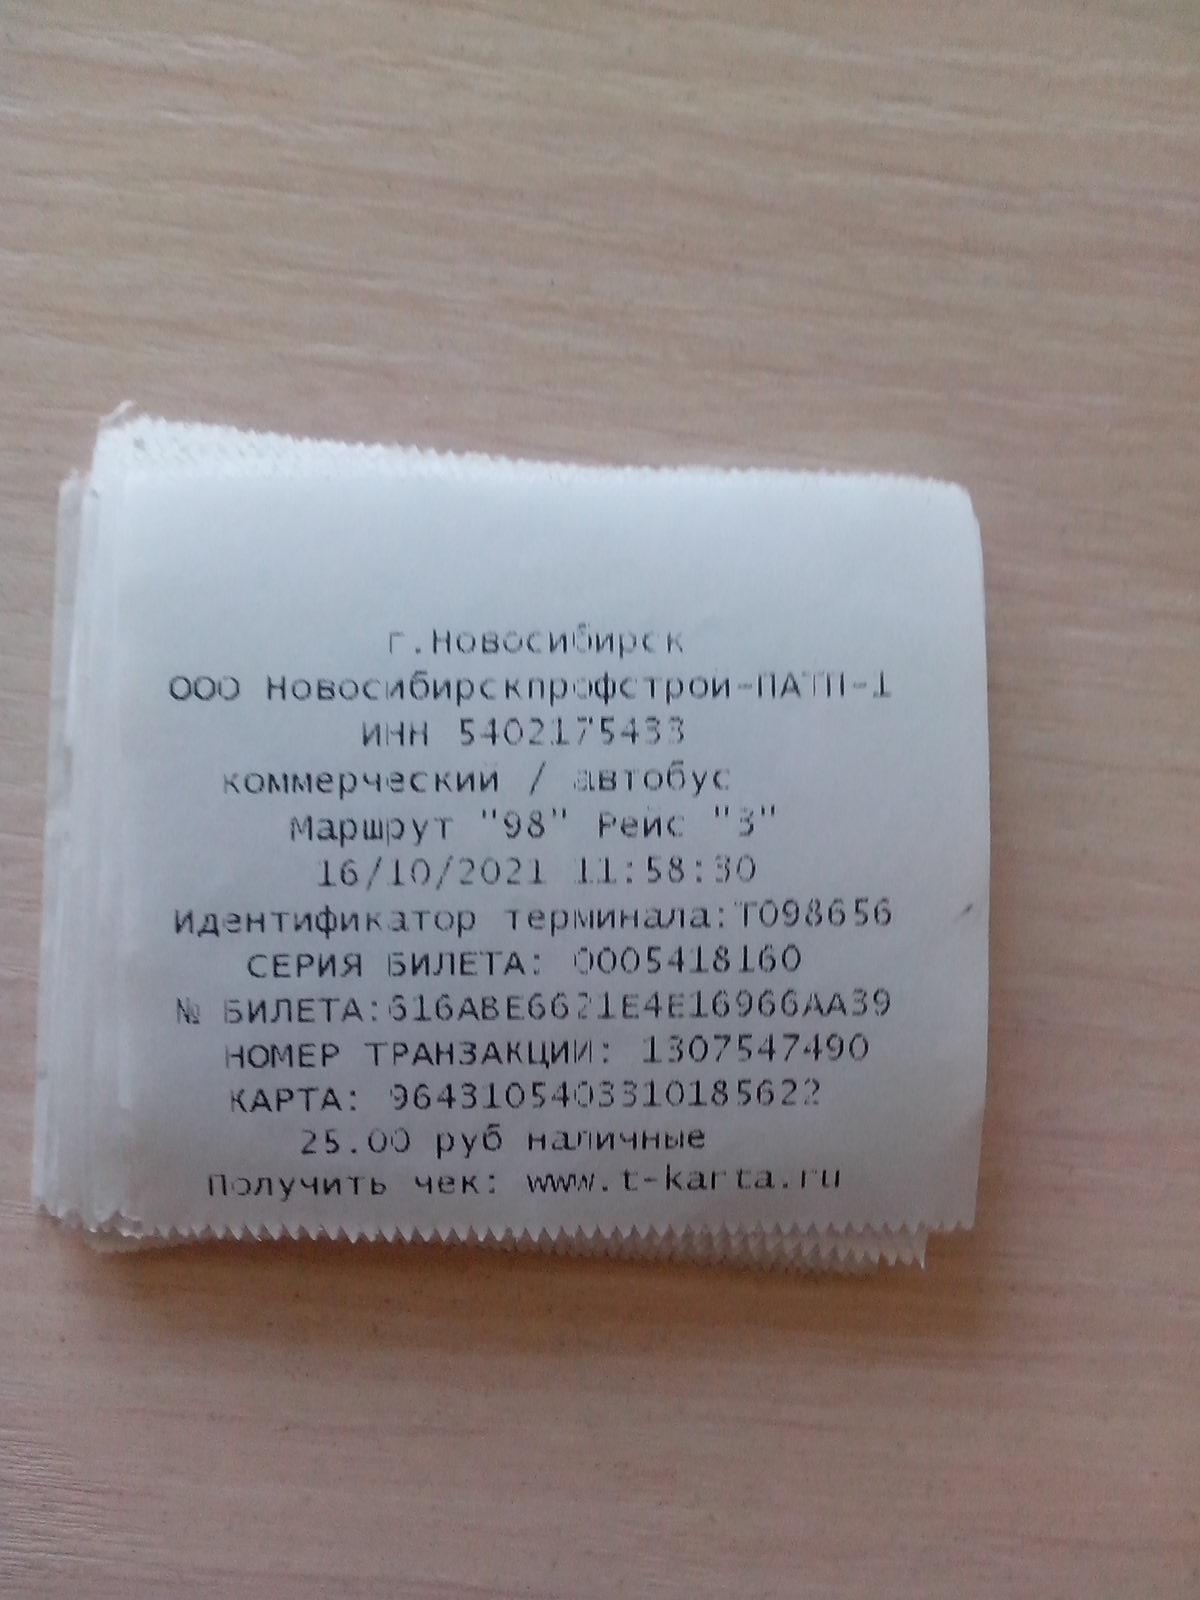 г.Новосибирск
ООО Новосибирскпрофстрой-ПАТП-1
ИНН 5402175433
коммерческий / автобус
Маршрут "98" Рейс "3"
16/10/2021 11:58:30
Идентификатор терминала:T098656
СЕРИЯ БИЛЕТА: 0005418160
№ БИЛЕТА:616ABE6621E4E16966AA39
НОМЕР ТРАНЗАКЦИИ: 1307547490
КАРТА: 9643105403310185622
25.00 руб наличные
Получить чек: www.t-karta.ru